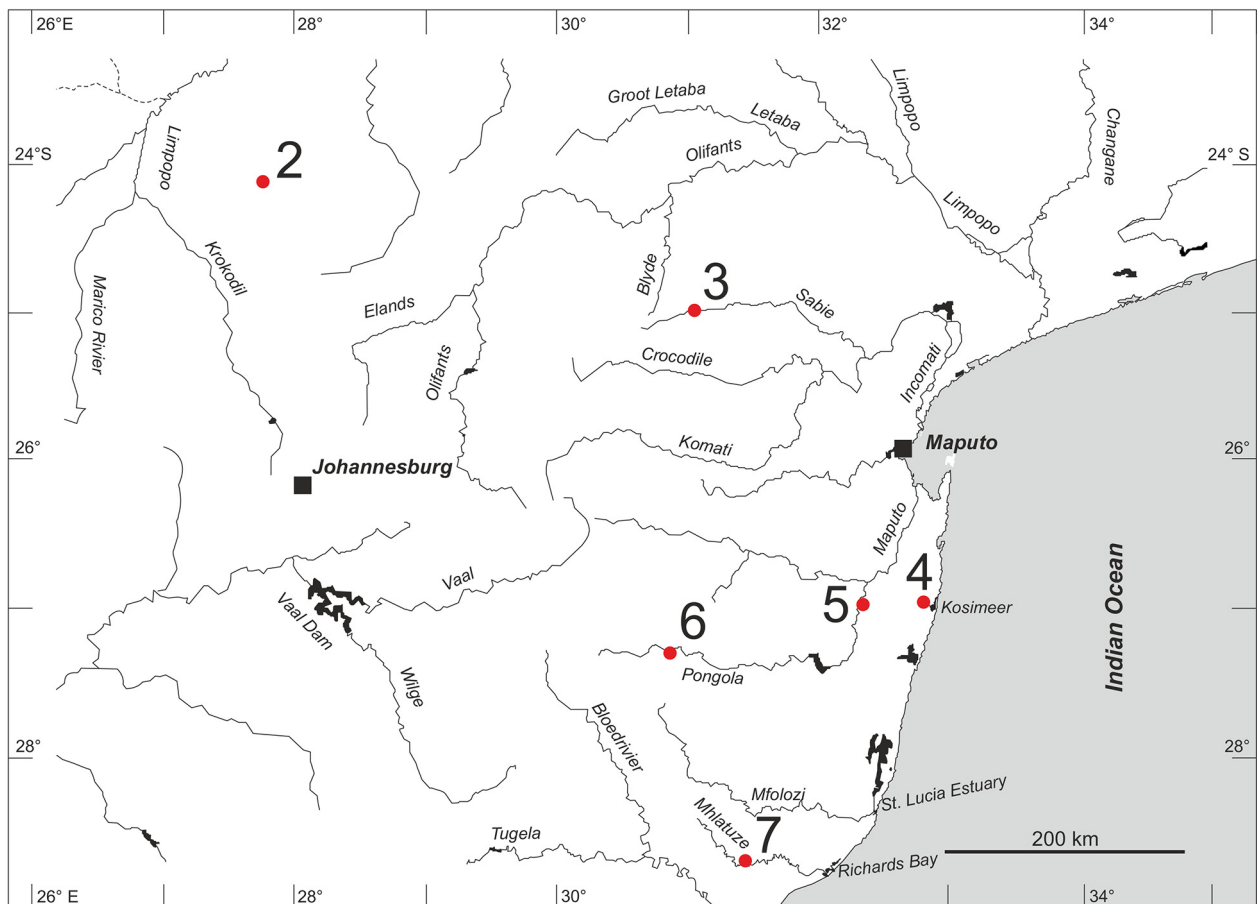 26°E
28°
30°
32°
34°
Groot Letaba
Letaba
Limpopo
Changane
Limpopo
24°S
2
Olifants
24° S
Limpopo
Krokodil
Blyde
3
Sabie
Marico Rivier
Elands
Olifants
Crocodile
Incomati
26°
Johannesburg
Komati
Maputo
26°
Maputo
Vaal
Vaal Dam
5
4
Kosimeer
Indian Ocean
6
Pongola
Wilge
Bloedrivier
28°
28°
Mfolozi
St. Lucia Estuary
Mhlatuze
7
Tugela
200 km
Richards Bay
26° E
28°
30°
34°